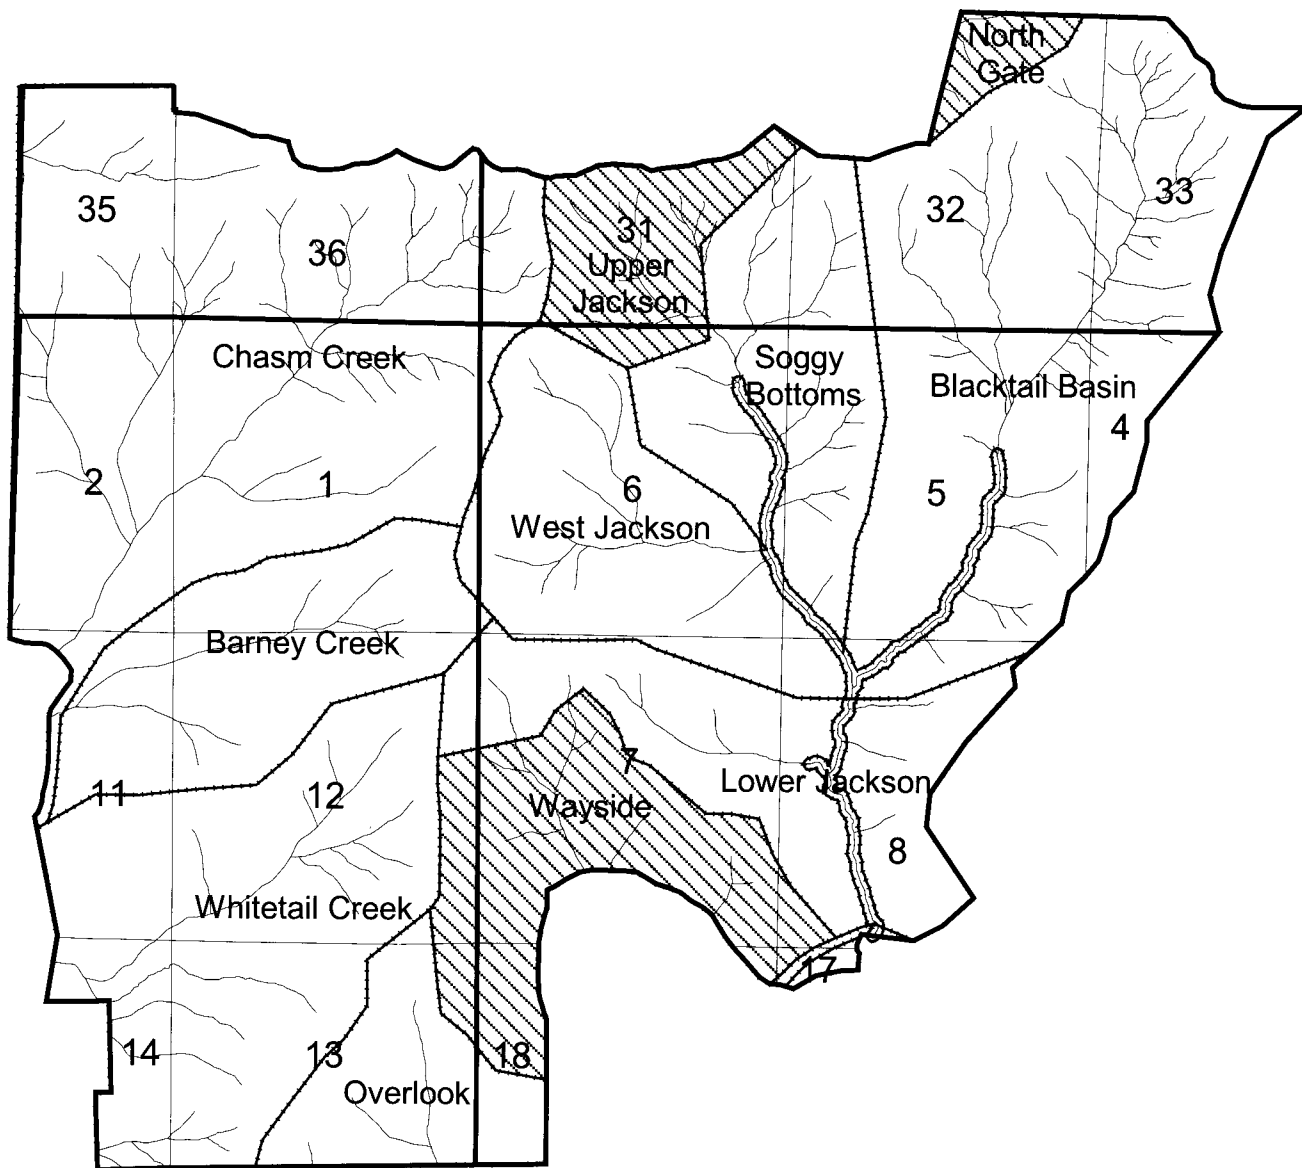 North
Gate
35
36
31
32
33
Upper
Jackson
Chasm Creek
Soggy
Bottoms
Blacktail Basin
4
2
1
6
5
West Jackson
Barney Creek
11
12
7
Wayside
Lower Jackson
8
Whitetail Creek
17
14
13
18
Overlook